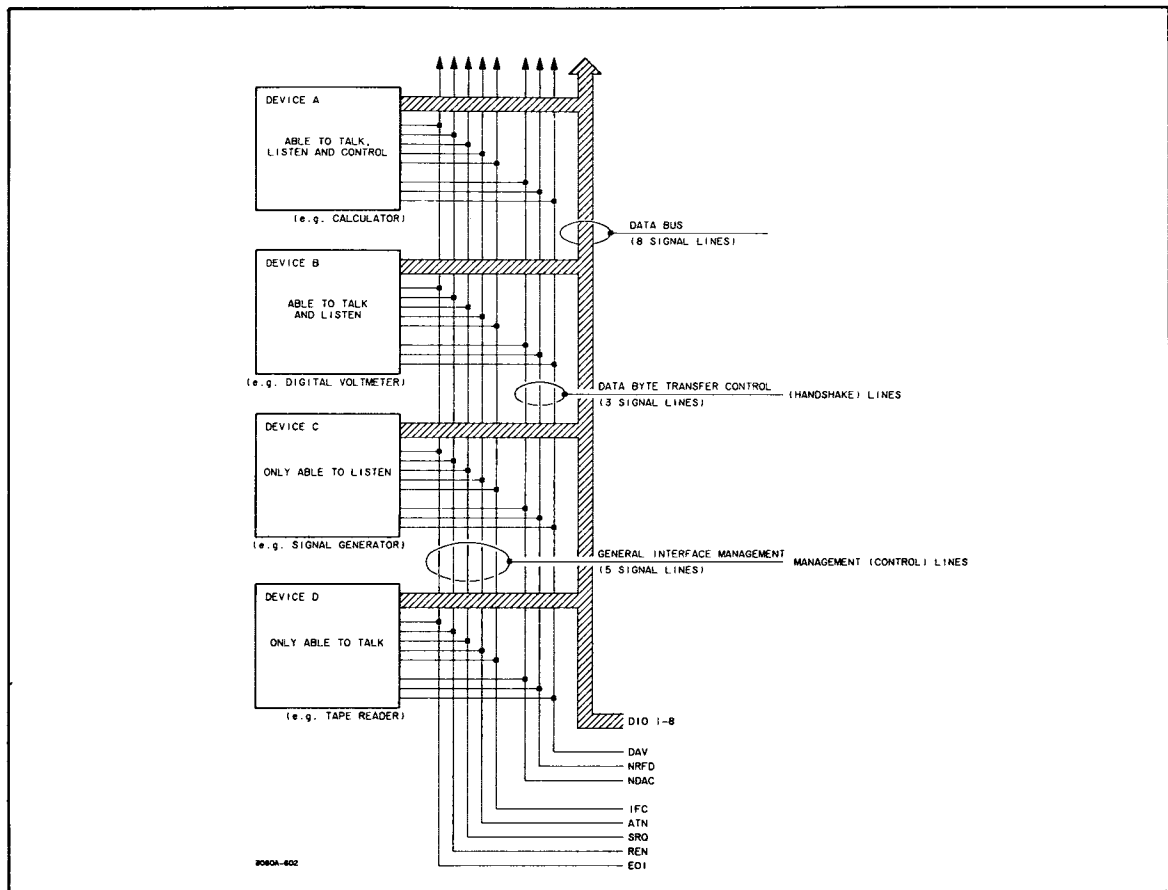 DEVICE A
ABLE TO TALK,
LISTEN AND CONTROL
(e.g. CALCULATOR)
DATA BUS
(8 SIGNAL LINES)
DEVICE B
ABLE TO TALK
AND LISTEN
(e.g. DIGITAL VOLTMETER)
DATA BYTE TRANSFER CONTROL
(3 SIGNAL LINES)
(HANDSHAKE) LINES
DEVICE C
ONLY ABLE TO LISTEN
(e.g. SIGNAL GENERATOR)
GENERAL INTERFACE MANAGEMENT
(5 SIGNAL LINES)
MANAGEMENT (CONTROL) LINES
DEVICE D
ONLY ABLE TO TALK
(e.g. TAPE READER)
DIO 1-8
DAV
NRFD
NDAC
IFC
ATN
SRQ
REN
EOI